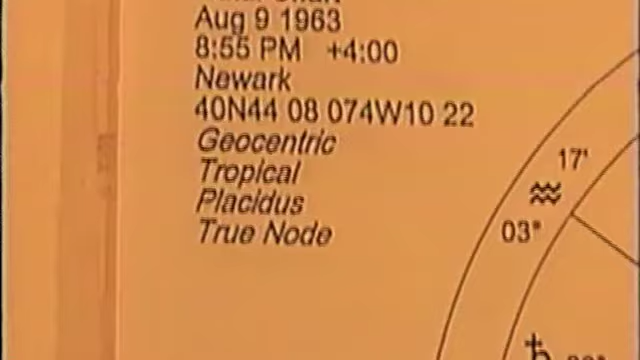 Aug 9 1963
8:55 PM +4:00
Newark
40N44 08 074W10 22
Geocentric
Tropical
Placidus
True Node
17'
♒
03°
♄